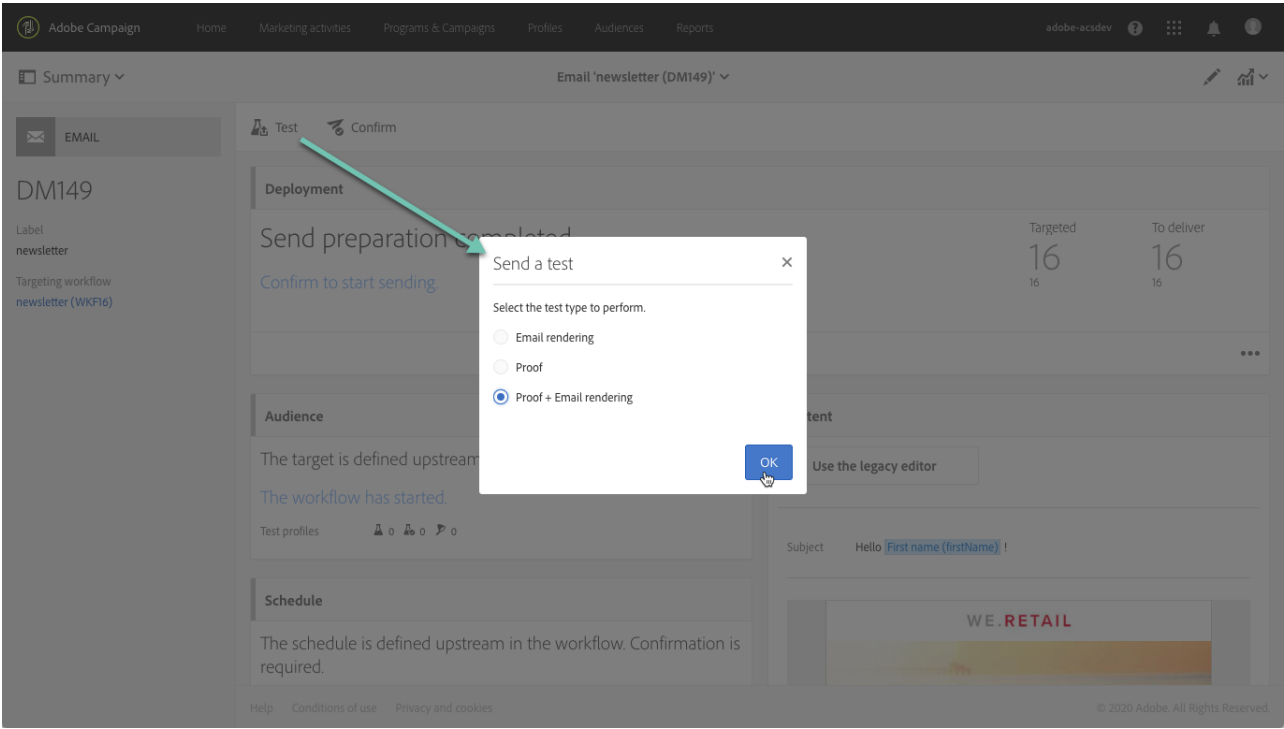 Adobe Campaign Home Marketing activities Programs & Campaigns Profiles Audiences Reports adobe-acsdev
Summary Email 'newsletter (DM149)'
EMAIL
Test Confirm
DM149
Label
newsletter
Targeting workflow
newsletter (WKF16)
Deployment
Send preparation completed
Confirm to start sending.
Targeted To deliver
16 16
16 16
Send a test
Select the test type to perform.
Email rendering
Proof
Proof + Email rendering
OK
Audience
The target is defined upstream
The workflow has started.
Test profiles 0 0 0
tent
Use the legacy editor
Subject Hello First name (firstName) !
WE.RETAIL
Schedule
The schedule is defined upstream in the workflow. Confirmation is
required.
Help Conditions of use Privacy and cookies © 2020 Adobe. All Rights Reserved.